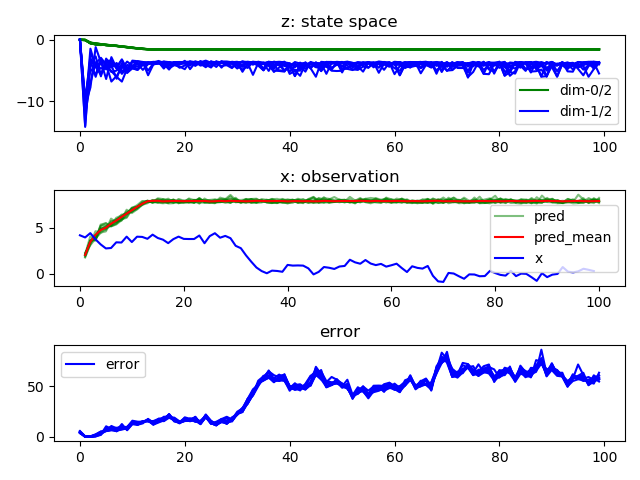 z: state space
0
−10
dim-0/2
dim-1/2
0 20 40 60 80 100
x: observation
5
0
pred
pred_mean
x
0 20 40 60 80 100
error
50
0
error
0 20 40 60 80 100